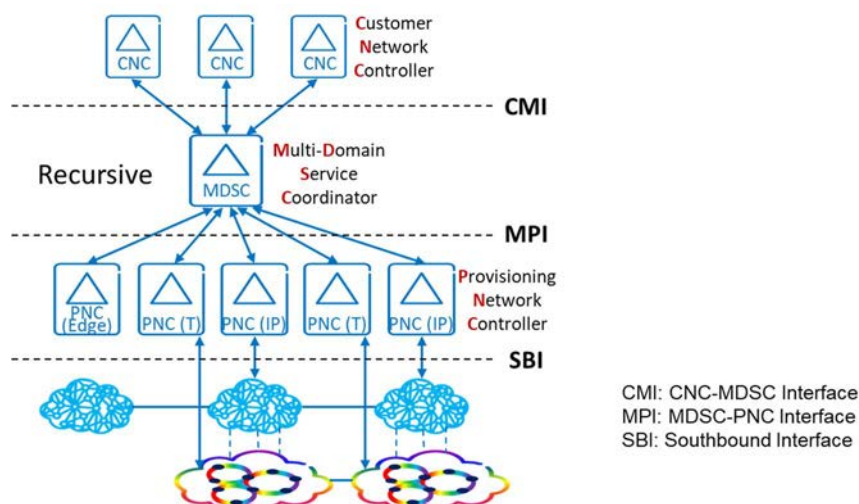 CNC
CNC
CNC
Customer
Network
Controller
CMI
Recursive
MDSC
Multi-Domain
Service
Coordinator
MPI
PNC
(Edge)
PNC (T)
PNC (IP)
PNC (T)
PNC (IP)
Provisioning
Network
Controller
SBI
CMI: CNC-MDSC Interface
MPI: MDSC-PNC Interface
SBI: Southbound Interface